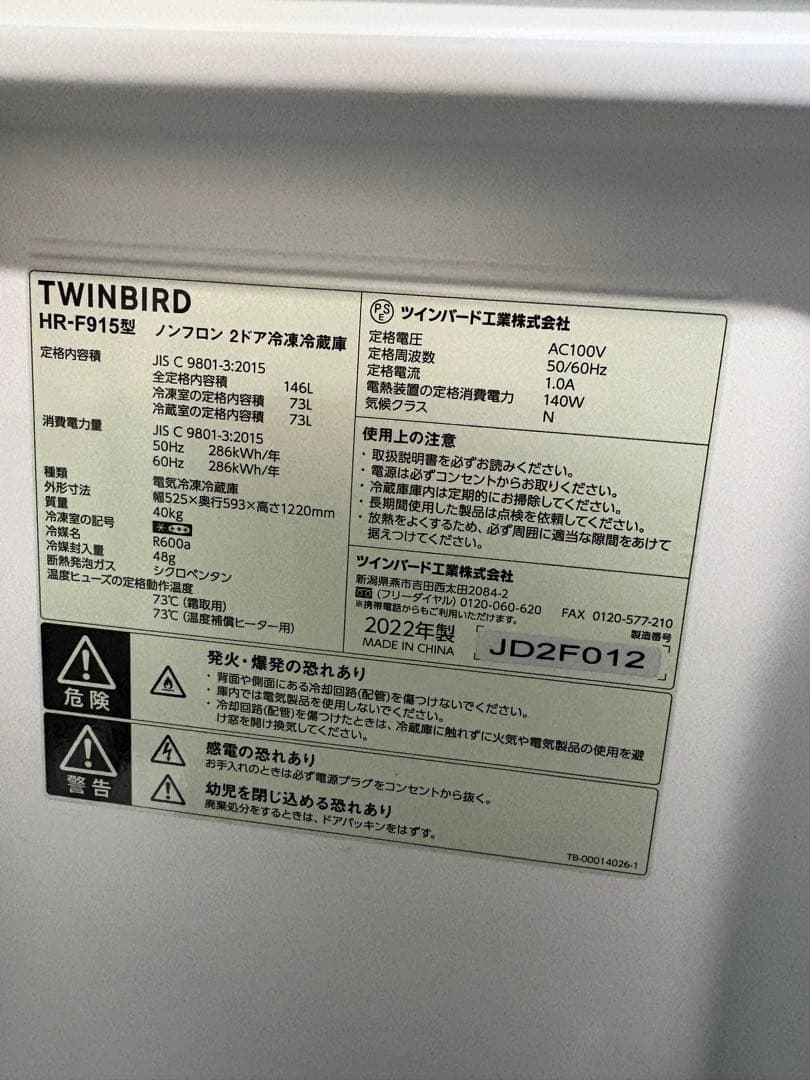 TWINBIRD
HR-F915型 ノンフロン 2ドア冷凍冷蔵庫
定格内容積 JIS C 9801-3:2015
全定格内容積 146L
冷凍室の定格内容積 73L
冷蔵室の定格内容積 73L
消費電力量 JIS C 9801-3:2015
50Hz 286kWh/年
60Hz 286kWh/年
種類 電気冷凍冷蔵庫
外形寸法 幅525×奥行593×高さ1220mm
質量 40kg
冷凍室の記号
冷媒名 R600a
冷媒封入量 48g
断熱発泡ガス シクロペンタン
温度ヒューズの定格動作温度
73℃ (霜取用)
73℃ (温度補償ヒーター用)
PSE ツインバード工業株式会社
定格電圧 AC100V
定格周波数 50/60Hz
定格電流 1.0A
電熱装置の定格消費電力 140W
気候クラス N
使用上の注意
・取扱説明書を必ずお読みください。
・電源は必ずコンセントからお取りください。
・冷蔵庫庫内は定期的にお掃除してください。
・長期間使用した製品は点検を依頼してください。
・放熱をよくするため、必ず周囲に適当な隙間をあけて
据えつけてください。
ツインバード工業株式会社
新潟県燕市吉田西太田2084-2
(フリーダイヤル) 0120-060-620 FAX 0120-577-210
※携帯電話からもご利用いただけます。
製造番号
2022年製
MADE IN CHINA
JD2F012
危険
発火・爆発の恐れあり
・背面や側面にある冷却回路(配管)を傷つけないでください。
・庫内では電気製品を使用しないでください。
・冷却回路(配管)を傷つけたときは、冷蔵庫に触れずに火気や電気製品の使用を避
け窓を開け換気してください。
警告
感電の恐れあり
お手入れのときは必ず電源プラグをコンセントから抜く。
幼児を閉じ込める恐れあり
廃棄処分をするときは、ドアパッキンをはずす。
TB-00014026-1